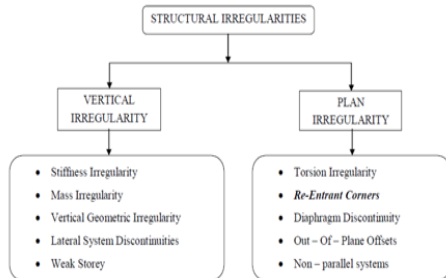 STRUCTURAL IRREGULARITIES
VERTICAL
IRREGULARITY
PLAN
IRREGULARITY
• Stiffness Irregularity
• Mass Irregularity
• Vertical Geometric Irregularity
• Lateral System Discontinuities
• Weak Storey
• Torsion Irregularity
• Re-Entrant Corners
• Diaphragm Discontinuity
• Out – Of – Plane Offsets
• Non – parallel systems